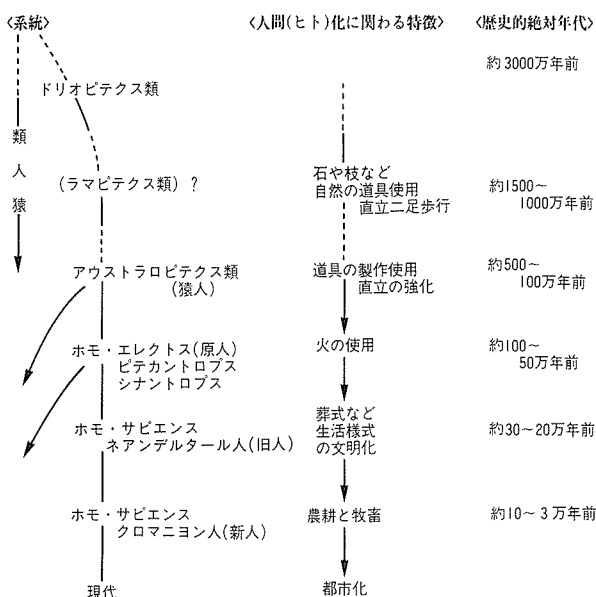 〈系統〉
〈人間(ヒト)化に関わる特徴〉
〈歴史的絶対年代〉
約3000万年前
ドリオピテクス類
類人猿
(ラマピテクス類)?
石や枝など
自然の道具使用
直立二足歩行
約1500〜
1000万年前
アウストラロピテクス類
(猿人)
道具の製作使用
直立の強化
約500〜
100万年前
ホモ・エレクトス(原人)
ピテカントロプス
シナントロプス
火の使用
約100〜
50万年前
ホモ・サピエンス
ネアンデルタール人(旧人)
葬式など
生活様式
の文明化
約30〜20万年前
ホモ・サピエンス
クロマニヨン人(新人)
農耕と牧畜
約10〜3万年前
現代
都市化